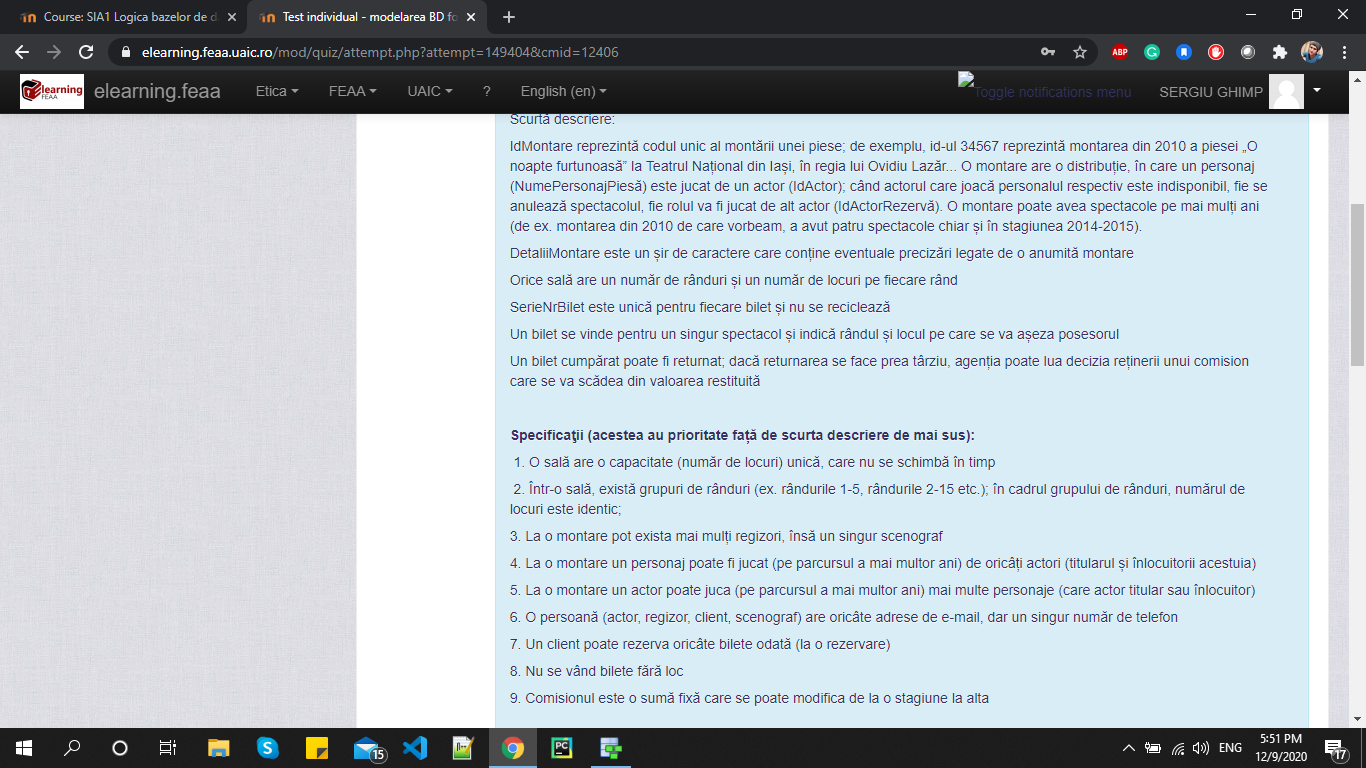 Course: SIA1 Logica bazelor de d
Test individual - modelarea BD fo
elearning.feaa.uaic.ro/mod/quiz/attempt.php?attempt=149404&cmid=12406
ABP
elearning FEAA
elearning.feaa
Etica
FEAA
UAIC
?
English (en)
Toggle notifications menu
SERGIU GHIMP
Scurtă descriere:
IdMontare reprezintă codul unic al montării unei piese; de exemplu, id-ul 34567 reprezintă montarea din 2010 a piesei „O
noapte furtunoasă” la Teatrul Național din Iași, în regia lui Ovidiu Lazăr... O montare are o distribuție, în care un personaj
(NumePersonajPiesă) este jucat de un actor (IdActor); când actorul care joacă personalul respectiv este indisponibil, fie se
anulează spectacolul, fie rolul va fi jucat de alt actor (IdActorRezervă). O montare poate avea spectacole pe mai mulți ani
(de ex. montarea din 2010 de care vorbeam, a avut patru spectacole chiar și în stagiunea 2014-2015).
DetaliiMontare este un șir de caractere care conține eventuale precizări legate de o anumită montare
Orice sală are un număr de rânduri și un număr de locuri pe fiecare rând
SerieNrBilet este unică pentru fiecare bilet și nu se reciclează
Un bilet se vinde pentru un singur spectacol și indică rândul și locul pe care se va așeza posesorul
Un bilet cumpărat poate fi returnat; dacă returnarea se face prea târziu, agenția poate lua decizia reținerii unui comision
care se va scădea din valoarea restituită
Specificaţii (acestea au prioritate față de scurta descriere de mai sus):
1. O sală are o capacitate (număr de locuri) unică, care nu se schimbă în timp
2. Într-o sală, există grupuri de rânduri (ex. rândurile 1-5, rândurile 2-15 etc.); în cadrul grupului de rânduri, numărul de
locuri este identic;
3. La o montare pot exista mai mulți regizori, însă un singur scenograf
4. La o montare un personaj poate fi jucat (pe parcursul a mai multor ani) de oricâți actori (titularul și înlocuitorii acestuia)
5. La o montare un actor poate juca (pe parcursul a mai multor ani) mai multe personaje (care actor titular sau înlocuitor)
6. O persoană (actor, regizor, client, scenograf) are oricâte adrese de e-mail, dar un singur număr de telefon
7. Un client poate rezerva oricâte bilete odată (la o rezervare)
8. Nu se vând bilete fără loc
9. Comisionul este o sumă fixă care se poate modifica de la o stagiune la alta
15
PC
ENG
5:51 PM
12/9/2020
17